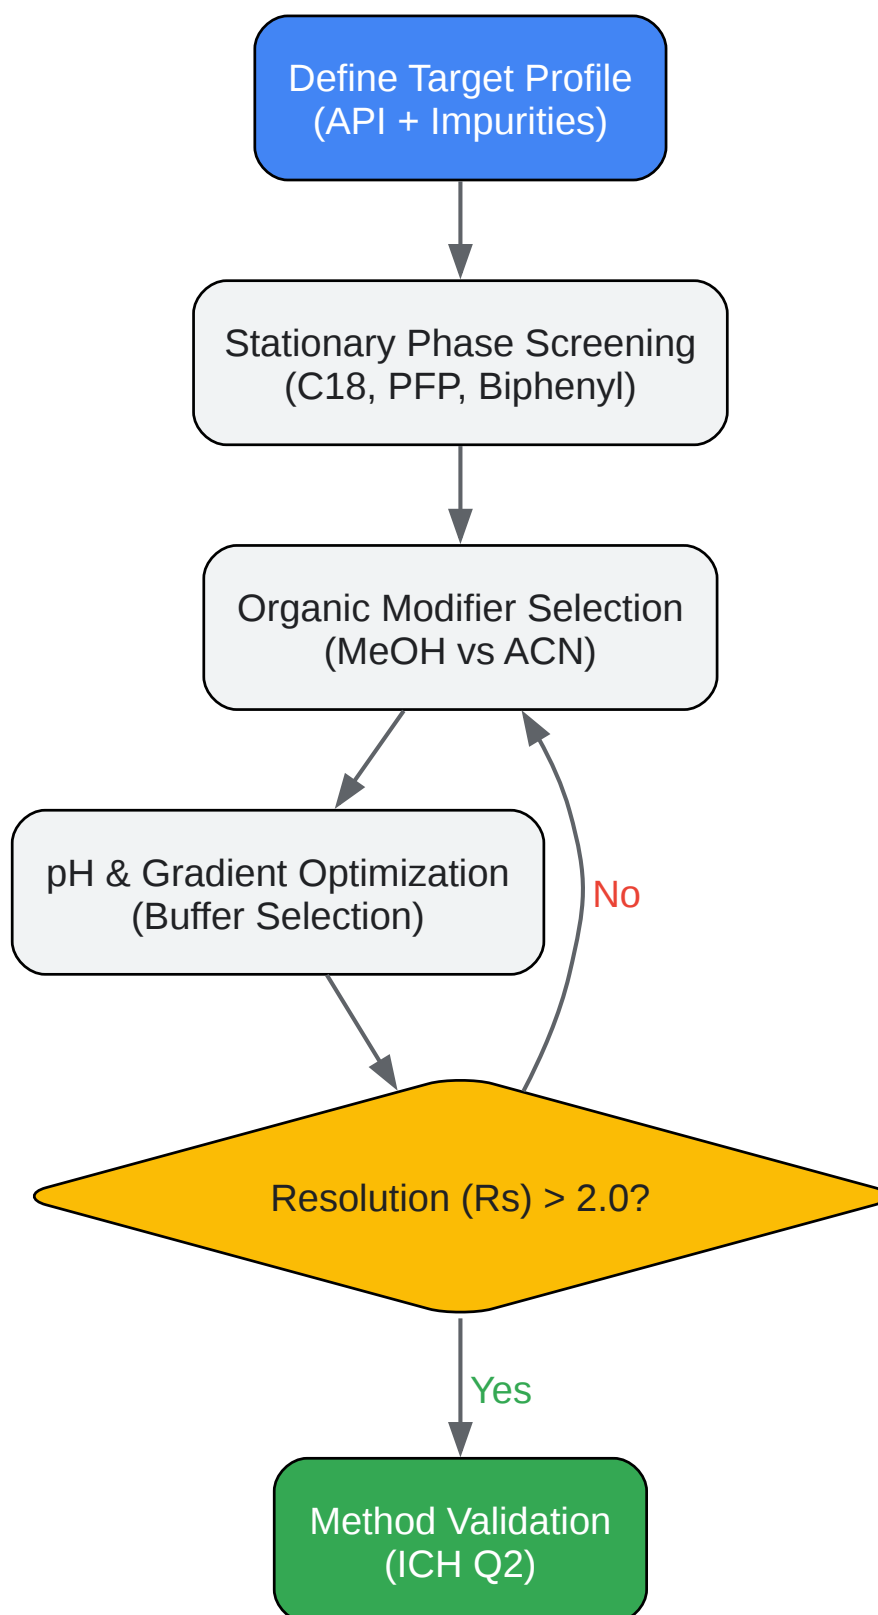 Define Target Profile
(API + Impurities)
Stationary Phase Screening
(C18, PFP, Biphenyl)
Organic Modifier Selection
(MeOH vs ACN)
pH & Gradient Optimization
(Buffer Selection)
No
Resolution (Rs) > 2.0?
Yes
Method Validation
(ICH Q2)